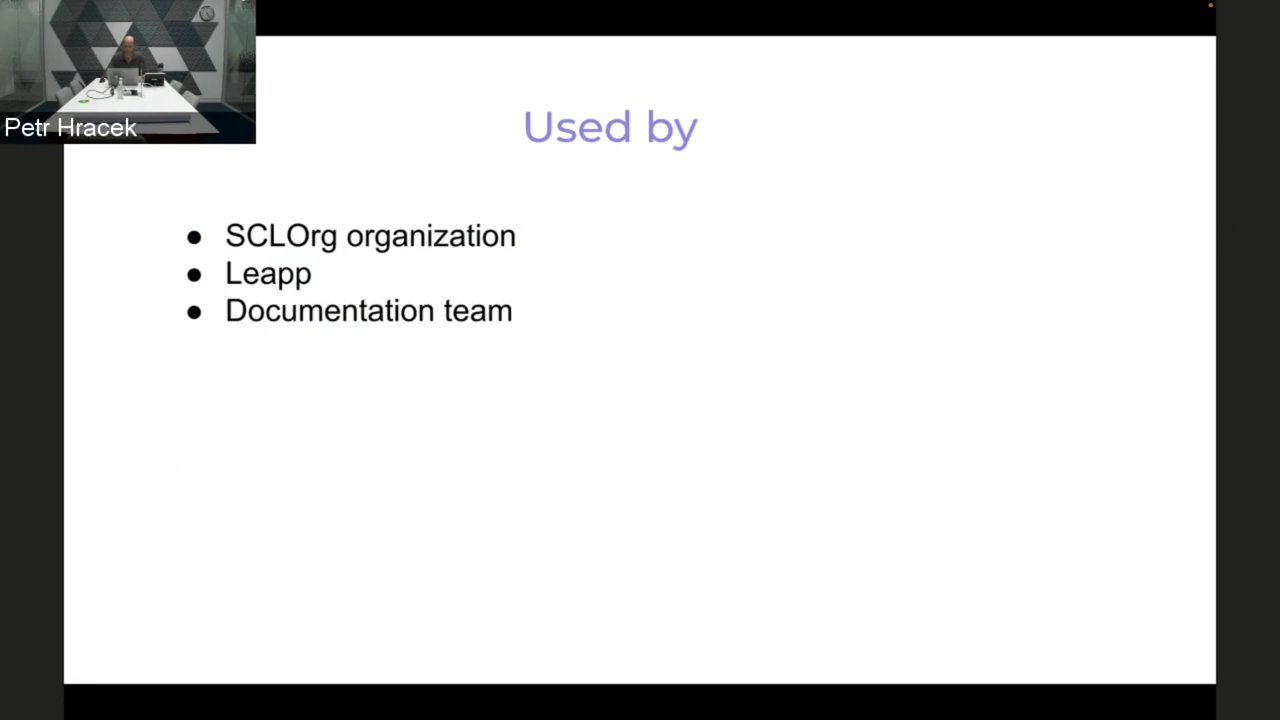 Petr Hracek
Used by
● SCLOrg organization
● Leapp
● Documentation team